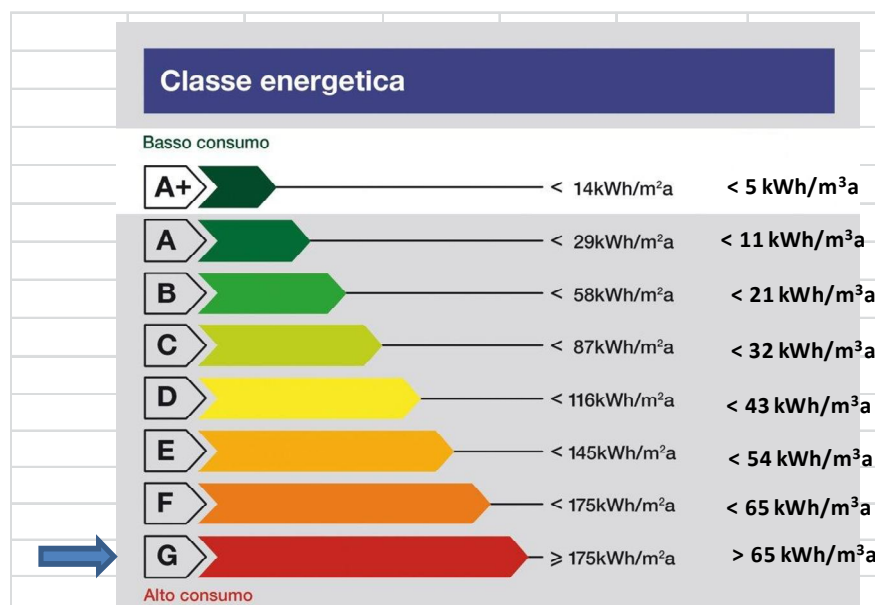 Classe energetica
Basso consumo
A+ < 14kWh/m²a < 5 kWh/m³a
A < 29kWh/m²a < 11 kWh/m³a
B < 58kWh/m²a < 21 kWh/m³a
C < 87kWh/m²a < 32 kWh/m³a
D < 116kWh/m²a < 43 kWh/m³a
E < 145kWh/m²a < 54 kWh/m³a
F < 175kWh/m²a < 65 kWh/m³a
G ⩾ 175kWh/m²a > 65 kWh/m³a
Alto consumo